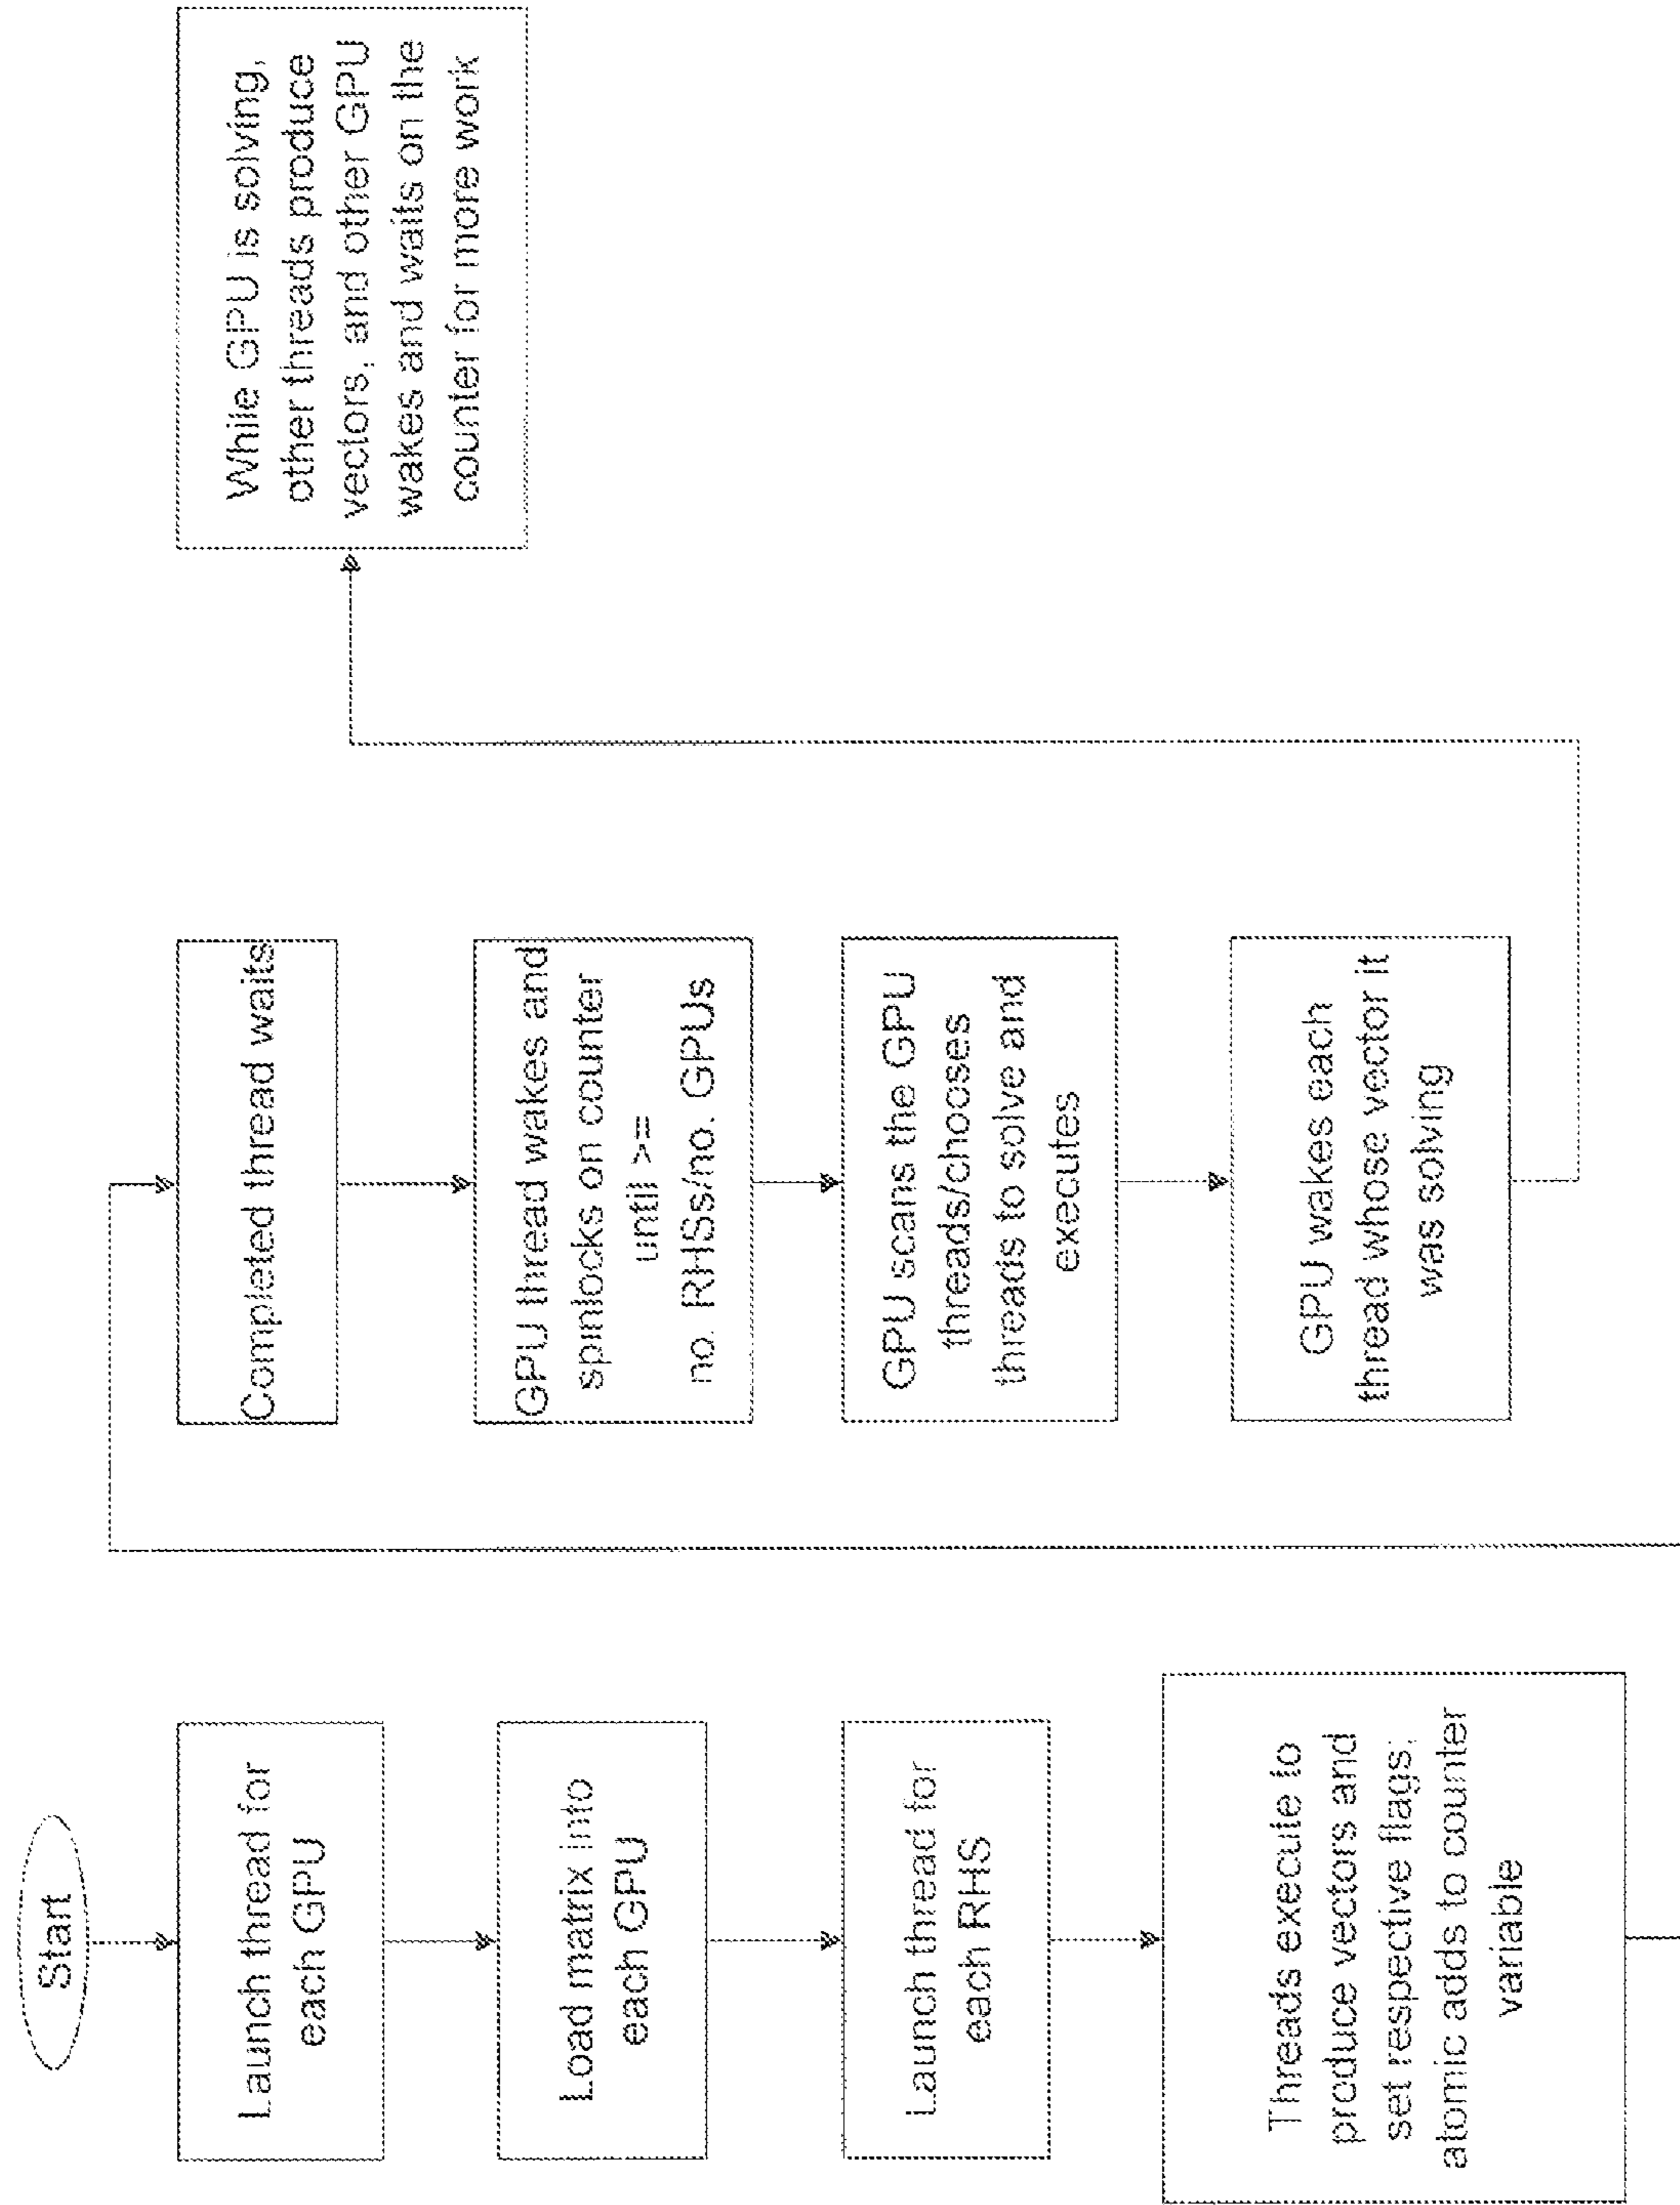 Start
Launch thread for
each GPU
Load matrix into
each GPU
Launch thread for
each RHS
Threads execute to
produce vectors and
set respective flags;
atomic adds to counter
variable
Completed thread waits
GPU thread wakes and
spinlocks on counter
until >=
no. RHSs/no. GPUs
GPU scans the GPU
threads/chooses
threads to solve and
executes
GPU wakes each
thread whose vector it
was solving
While GPU is solving,
other threads produce
vectors, and other GPU
wakes and waits on the
counter for more work